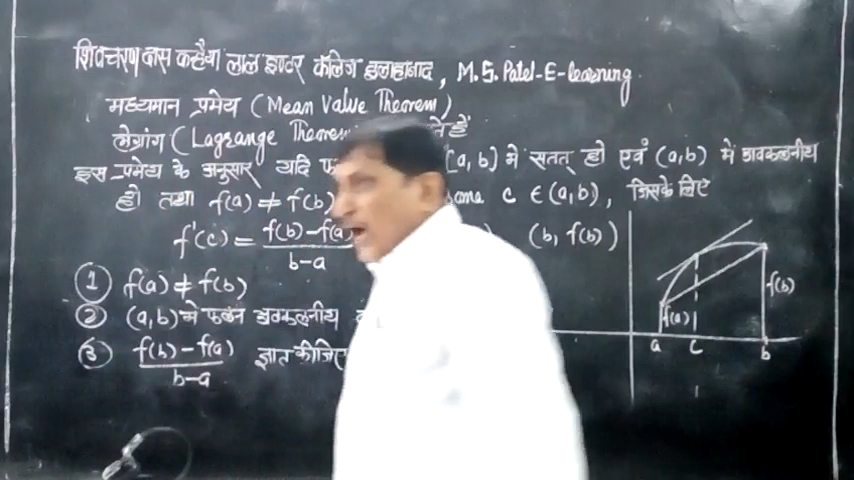 शिवचरण दास कन्हैया लाल इण्टर कॉलेज इलाहाबाद, M.S. Patel-E-learning
मध्यमान प्रमेय (Mean Value Theorem)
लेग्रांग (Lagrange Theorem
इस प्रमेय के अनुसार यदि [a, b] में सतत् हो एवं (a,b) में अवकलनीय
हो तथा f(a) ≠ f(b) c ∈ (a,b), जिसके लिए
f'(c) = f(b) - f(a) / b-a (b, f(b))
① f(a) ≠ f(b)
② (a,b) में फलन अवकलनीय
③ f(b) - f(a) / b-a ज्ञात कीजिए
f(a) f(b)
a c b